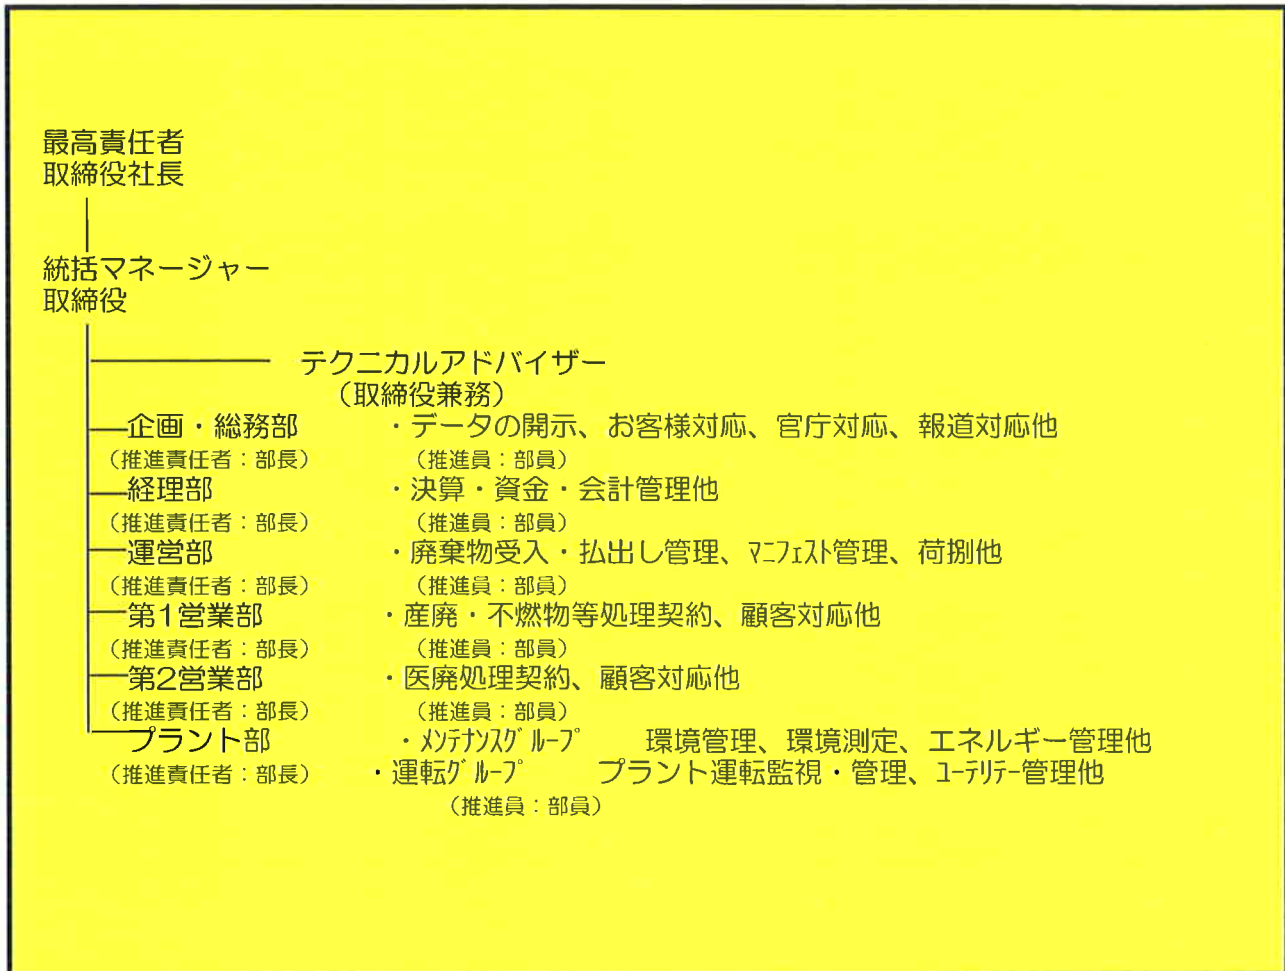 最高責任者
取締役社長
統括マネージャー
取締役
テクニカルアドバイザー
（取締役兼務）
企画・総務部　・データの開示、お客様対応、官庁対応、報道対応他
（推進責任者：部長）　（推進員：部員）
経理部　・決算・資金・会計管理他
（推進責任者：部長）　（推進員：部員）
運営部　・廃棄物受入・払出し管理、ﾏﾆﾌｪｽﾄ管理、荷捌他
（推進責任者：部長）　（推進員：部員）
第1営業部　・産廃・不燃物等処理契約、顧客対応他
（推進責任者：部長）　（推進員：部員）
第2営業部　・医廃処理契約、顧客対応他
（推進責任者：部長）　（推進員：部員）
プラント部　・ﾒﾝﾃﾅﾝｽｸﾞﾙｰﾌﾟ　環境管理、環境測定、エネルギー管理他
（推進責任者：部長）　・運転ｸﾞﾙｰﾌﾟ　プラント運転監視・管理、ﾕｰﾃﾘﾃｰ管理他
（推進員：部員）